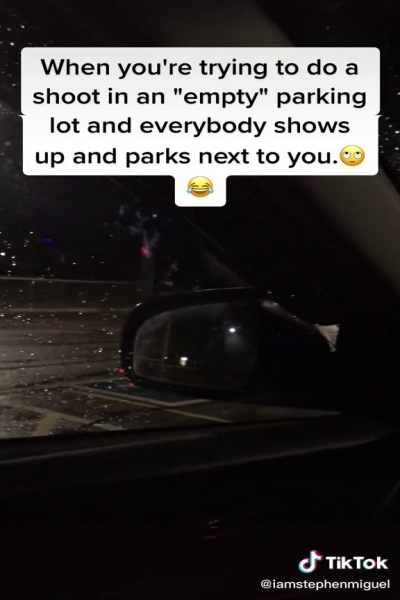 When you're trying to do a
shoot in an "empty" parking
lot and everybody shows
up and parks next to you.🙄
😂
TikTok
@iamstephenmiguel